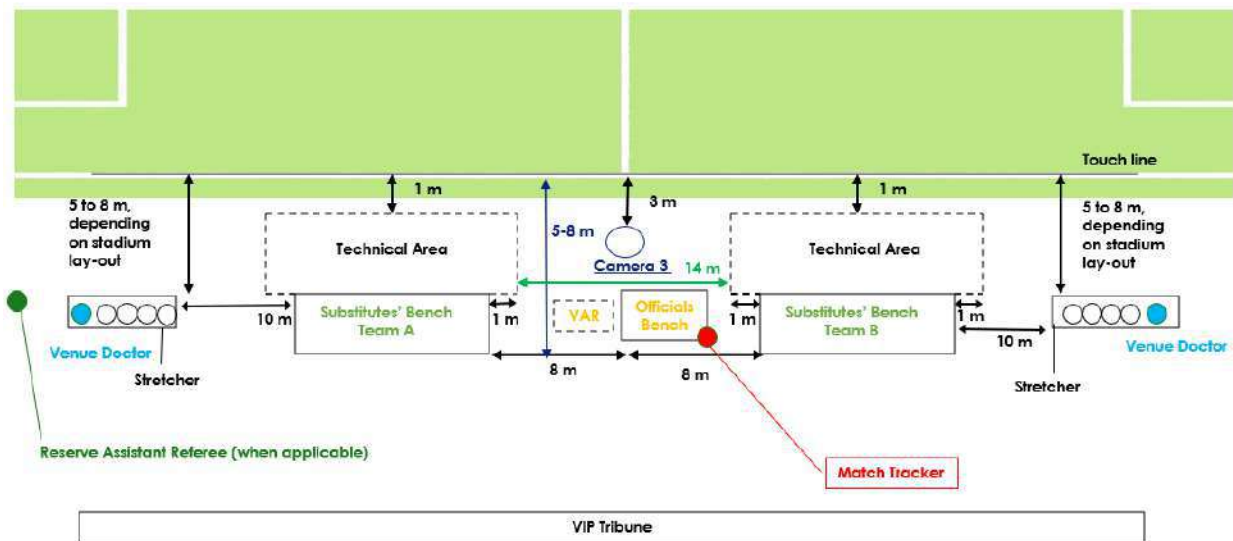 Touch line
1 m
1 m
3 m
5 to 8 m,
depending
on stadium
lay-out
5-8 m
5 to 8 m,
depending
on stadium
lay-out
Technical Area
Technical Area
Camera 3
14 m
Substitutes' Bench
Team A
VAR
Officials
Bench
Substitutes' Bench
Team B
10 m
1 m
1 m
1 m
10 m
Venue Doctor
Venue Doctor
8 m
8 m
Stretcher
Stretcher
Reserve Assistant Referee (when applicable)
Match Tracker
VIP Tribune